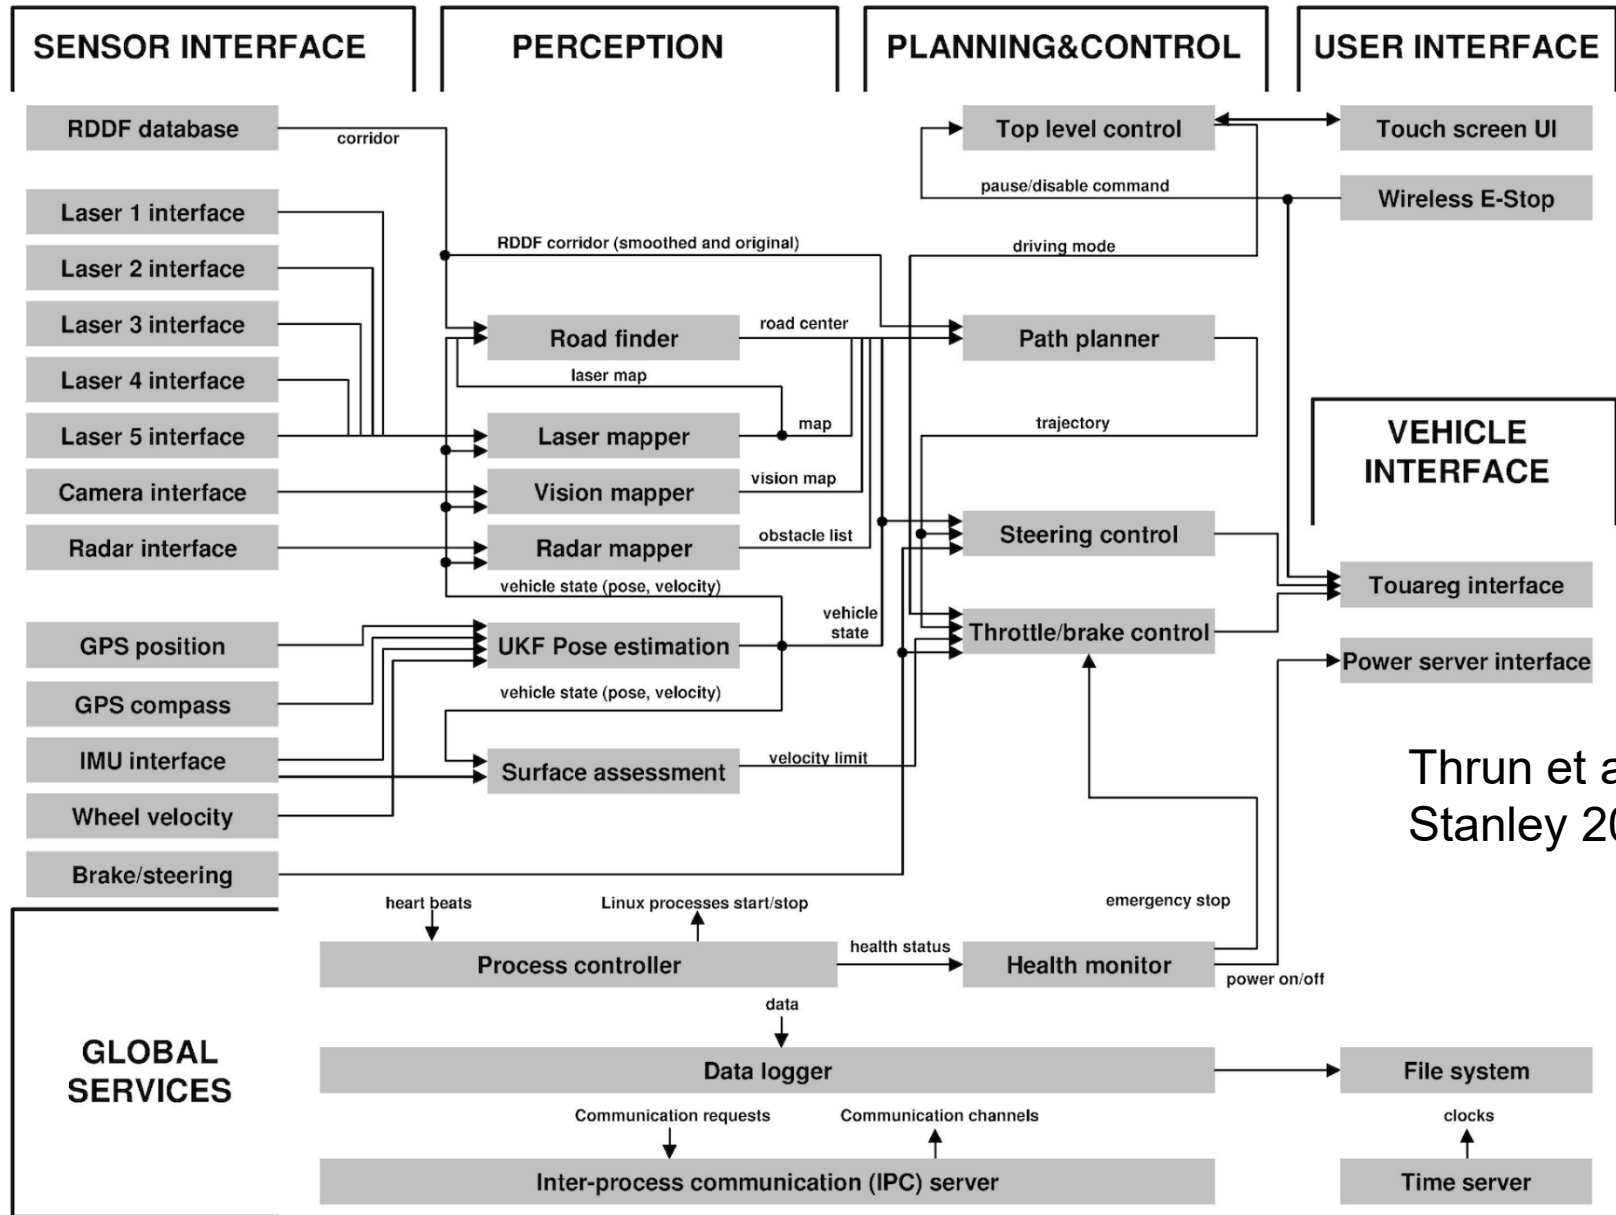 SENSOR INTERFACE
PERCEPTION
PLANNING&CONTROL
USER INTERFACE
RDDF database
corridor
Top level control
Touch screen UI
pause/disable command
Wireless E-Stop
Laser 1 interface
RDDF corridor (smoothed and original)
driving mode
Laser 2 interface
Laser 3 interface
Road finder
road center
Path planner
laser map
Laser 4 interface
Laser 5 interface
Laser mapper
map
trajectory
VEHICLE
INTERFACE
Camera interface
Vision mapper
vision map
Radar interface
Radar mapper
obstacle list
Steering control
vehicle state (pose, velocity)
Touareg interface
vehicle
state
GPS position
UKF Pose estimation
Throttle/brake control
Power server interface
vehicle state (pose, velocity)
GPS compass
IMU interface
Surface assessment
velocity limit
Thrun et a
Stanley 20
Wheel velocity
Brake/steering
heart beats
Linux processes start/stop
emergency stop
Process controller
health status
Health monitor
power on/off
data
GLOBAL
SERVICES
Data logger
File system
Communication requests
Communication channels
clocks
Inter-process communication (IPC) server
Time server